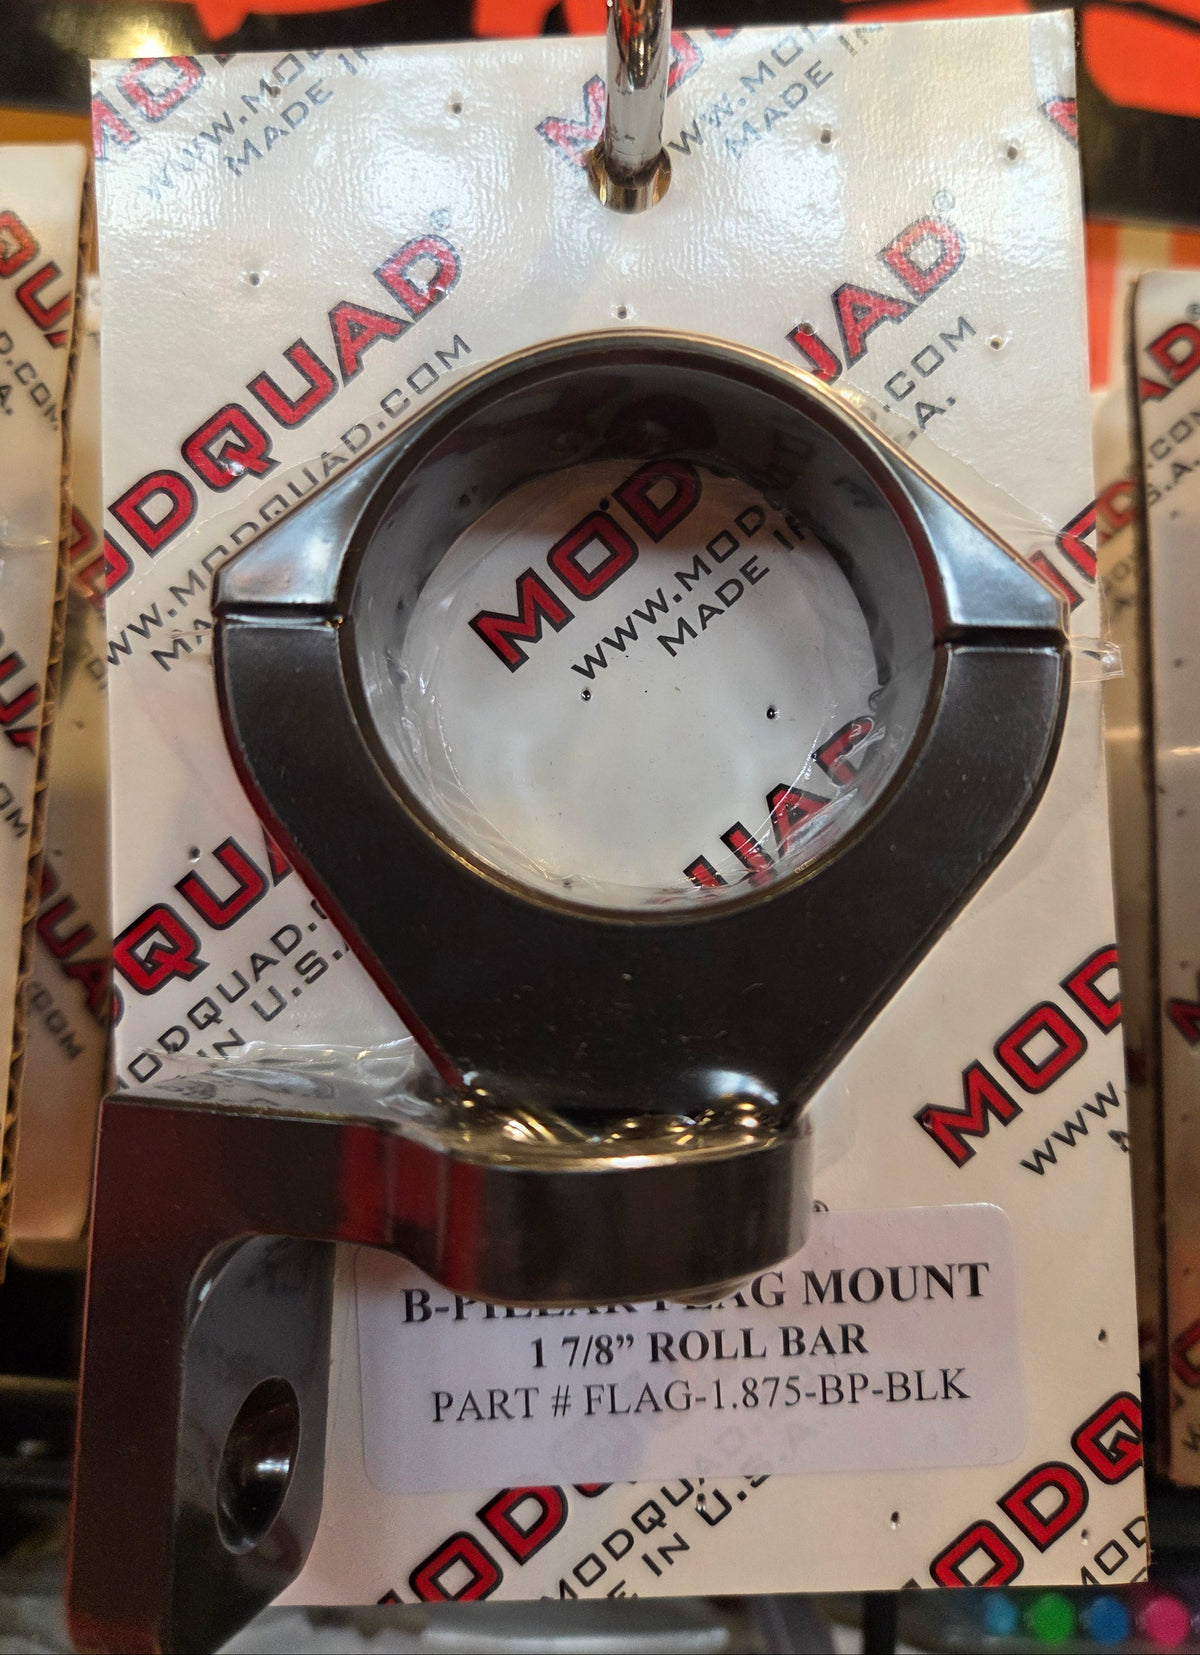 MODQUAD®
WWW.MODQUAD.COM
MADE IN U.S.A.
B-PILLAR FLAG MOUNT
1 7/8” ROLL BAR
PART # FLAG-1.875-BP-BLK